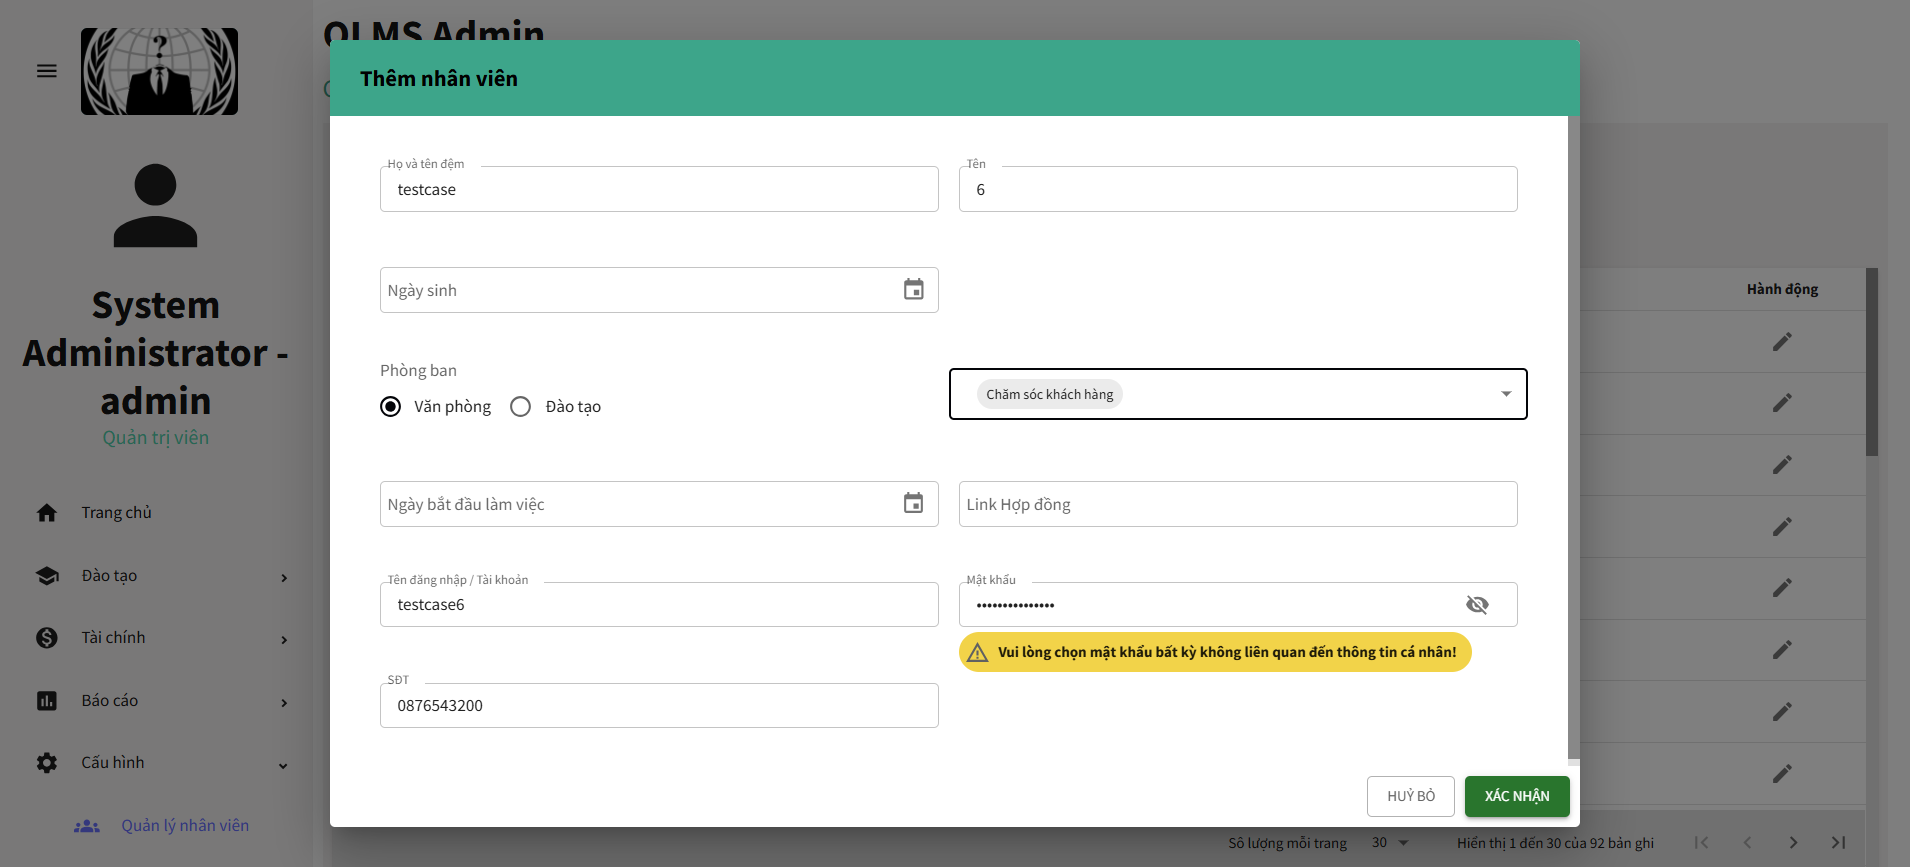 QLMS Admin
Thêm nhân viên
Họ và tên đệm
testcase
Tên
6
Ngày sinh
Phòng ban
Văn phòng
Đào tạo
Chăm sóc khách hàng
Ngày bắt đầu làm việc
Link Hợp đồng
Tên đăng nhập / Tài khoản
testcase6
Mật khẩu
•••••••••••••••
Vui lòng chọn mật khẩu bất kỳ không liên quan đến thông tin cá nhân!
SĐT
0876543200
HUỶ BỎ
XÁC NHẬN
System
Administrator -
admin
Quản trị viên
Trang chủ
Đào tạo
Tài chính
Báo cáo
Cấu hình
Quản lý nhân viên
Hành động
Số lượng mỗi trang
30
Hiển thị 1 đến 30 của 92 bản ghi